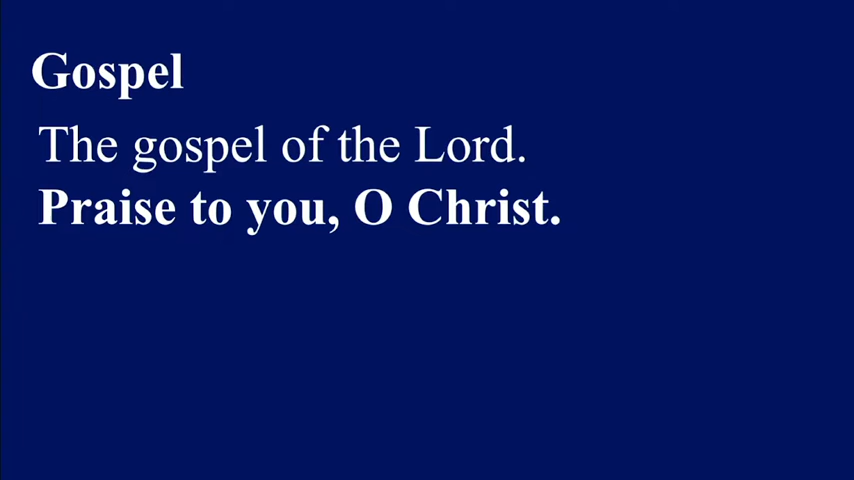 Gospel
The gospel of the Lord.
Praise to you, O Christ.